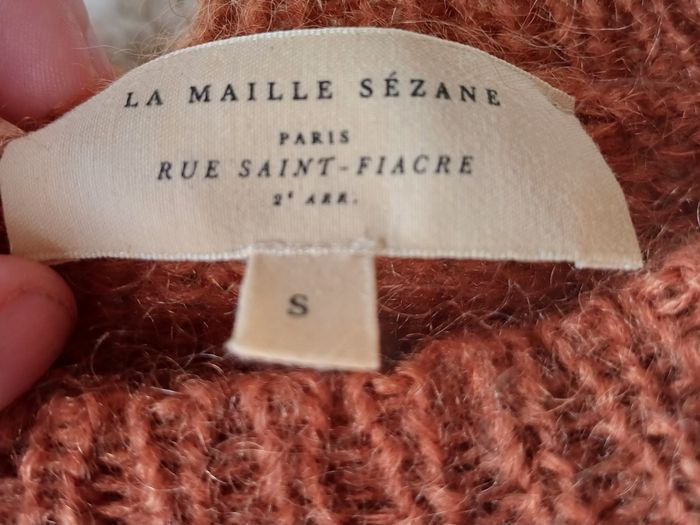 LA MAILLE SÉZANE
PARIS
RUE SAINT-FIACRE
2ᵉ ARR.
S